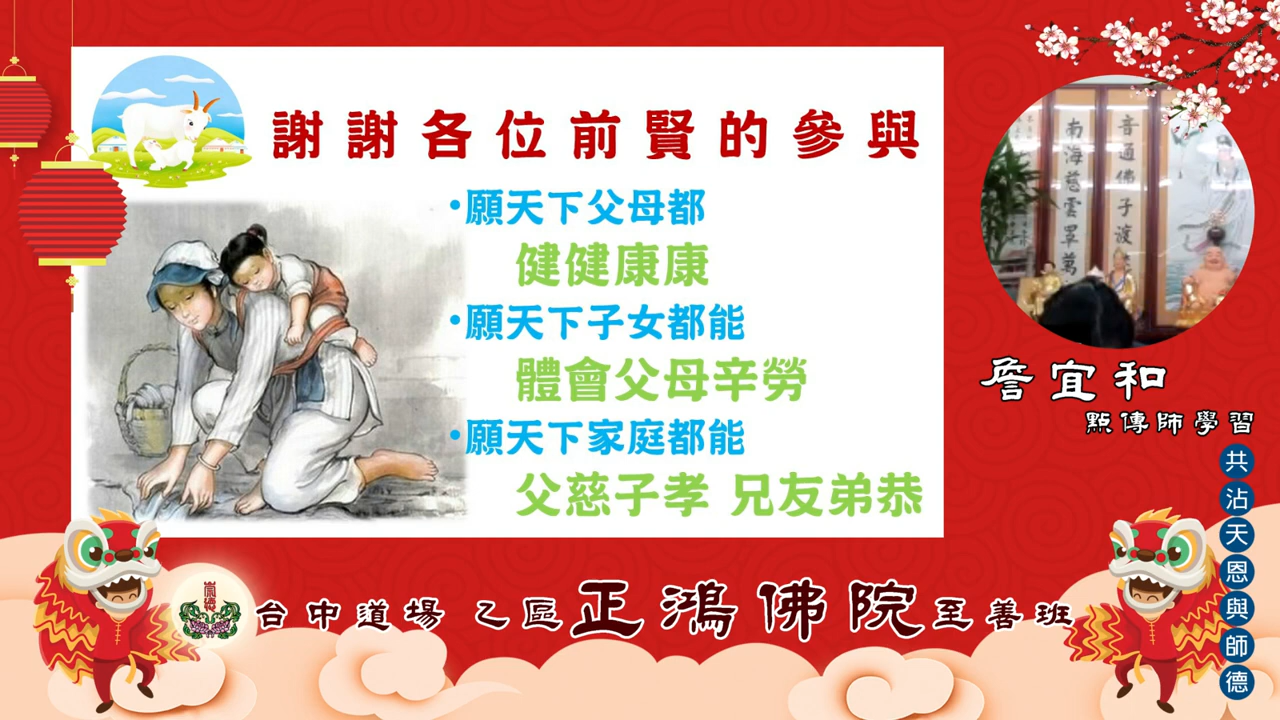 謝謝各位前賢的參與
•願天下父母都
健健康康
•願天下子女都能
體會父母辛勞
•願天下家庭都能
父慈子孝 兄友弟恭
音通佛子渡
南海慈雲罩萬
詹宜和
點傳師學習
共沾天恩與師德
崇德
台中道場 乙區正鴻佛院至善班